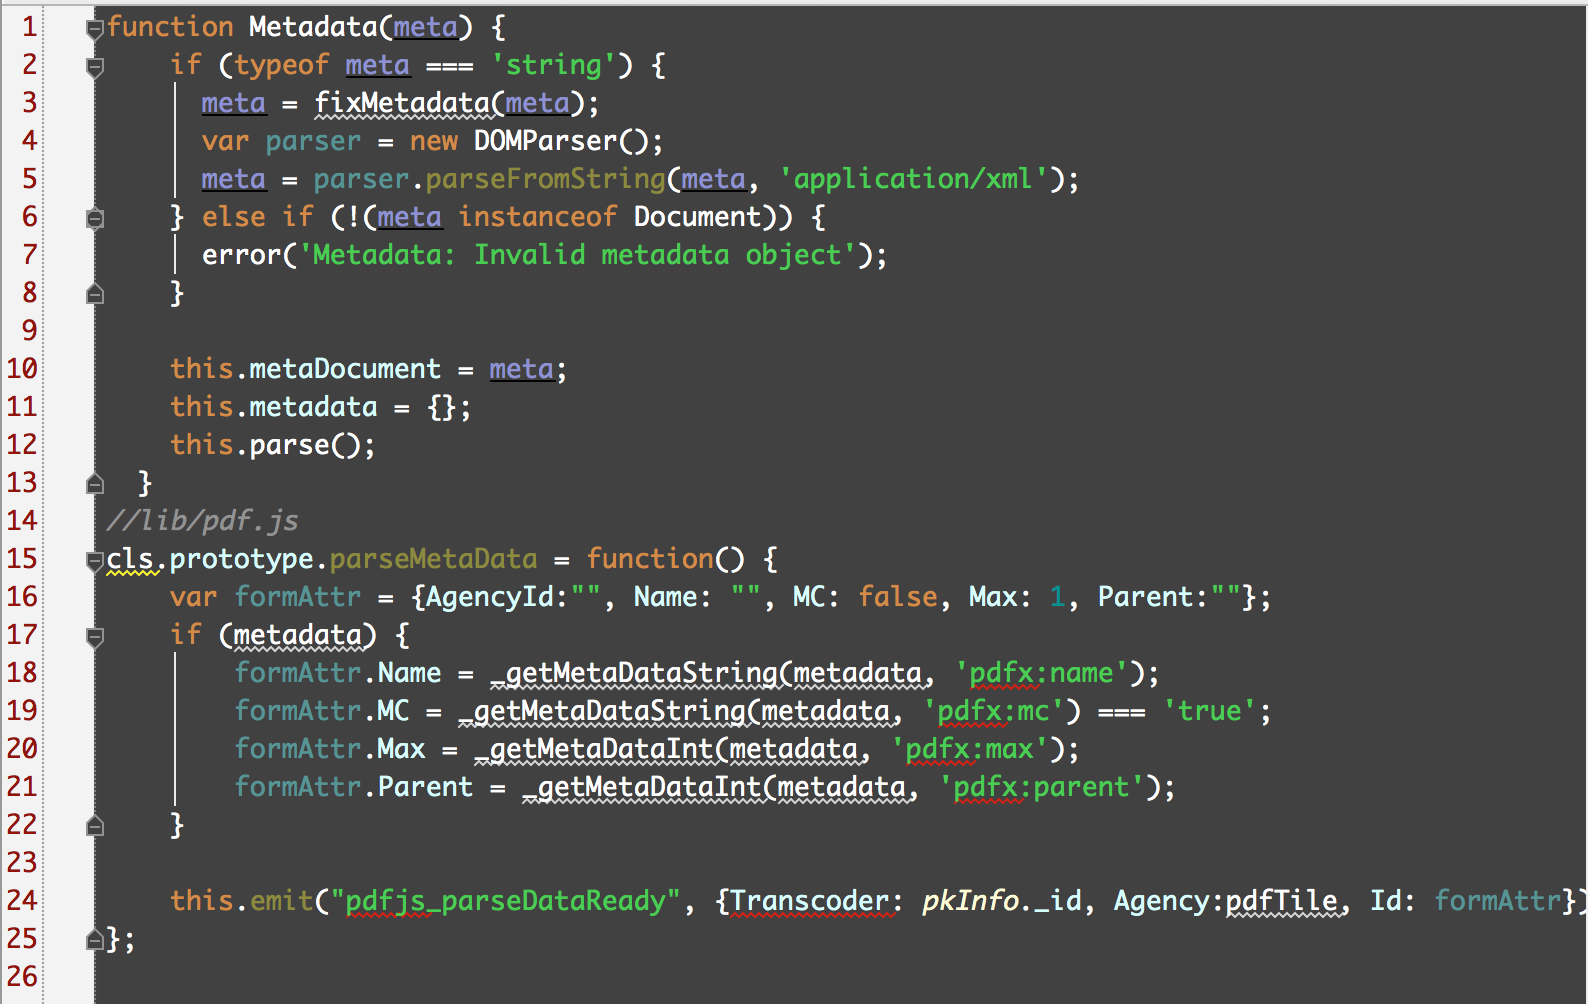 1 function Metadata(meta) {
2 if (typeof meta === 'string') {
3 meta = fixMetadata(meta);
4 var parser = new DOMParser();
5 meta = parser.parseFromString(meta, 'application/xml');
6 } else if (!(meta instanceof Document)) {
7 error('Metadata: Invalid metadata object');
8 }
9
10 this.metaDocument = meta;
11 this.metadata = {};
12 this.parse();
13 }
14 //lib/pdf.js
15 cls.prototype.parseMetaData = function() {
16 var formAttr = {AgencyId:"", Name: "", MC: false, Max: 1, Parent:""};
17 if (metadata) {
18 formAttr.Name = _getMetaDataString(metadata, 'pdfx:name');
19 formAttr.MC = _getMetaDataString(metadata, 'pdfx:mc') === 'true';
20 formAttr.Max = _getMetaDataInt(metadata, 'pdfx:max');
21 formAttr.Parent = _getMetaDataInt(metadata, 'pdfx:parent');
22 }
23
24 this.emit("pdfjs_parseDataReady", {Transcoder: pkInfo._id, Agency:pdfTile, Id: formAttr})
25 };
26